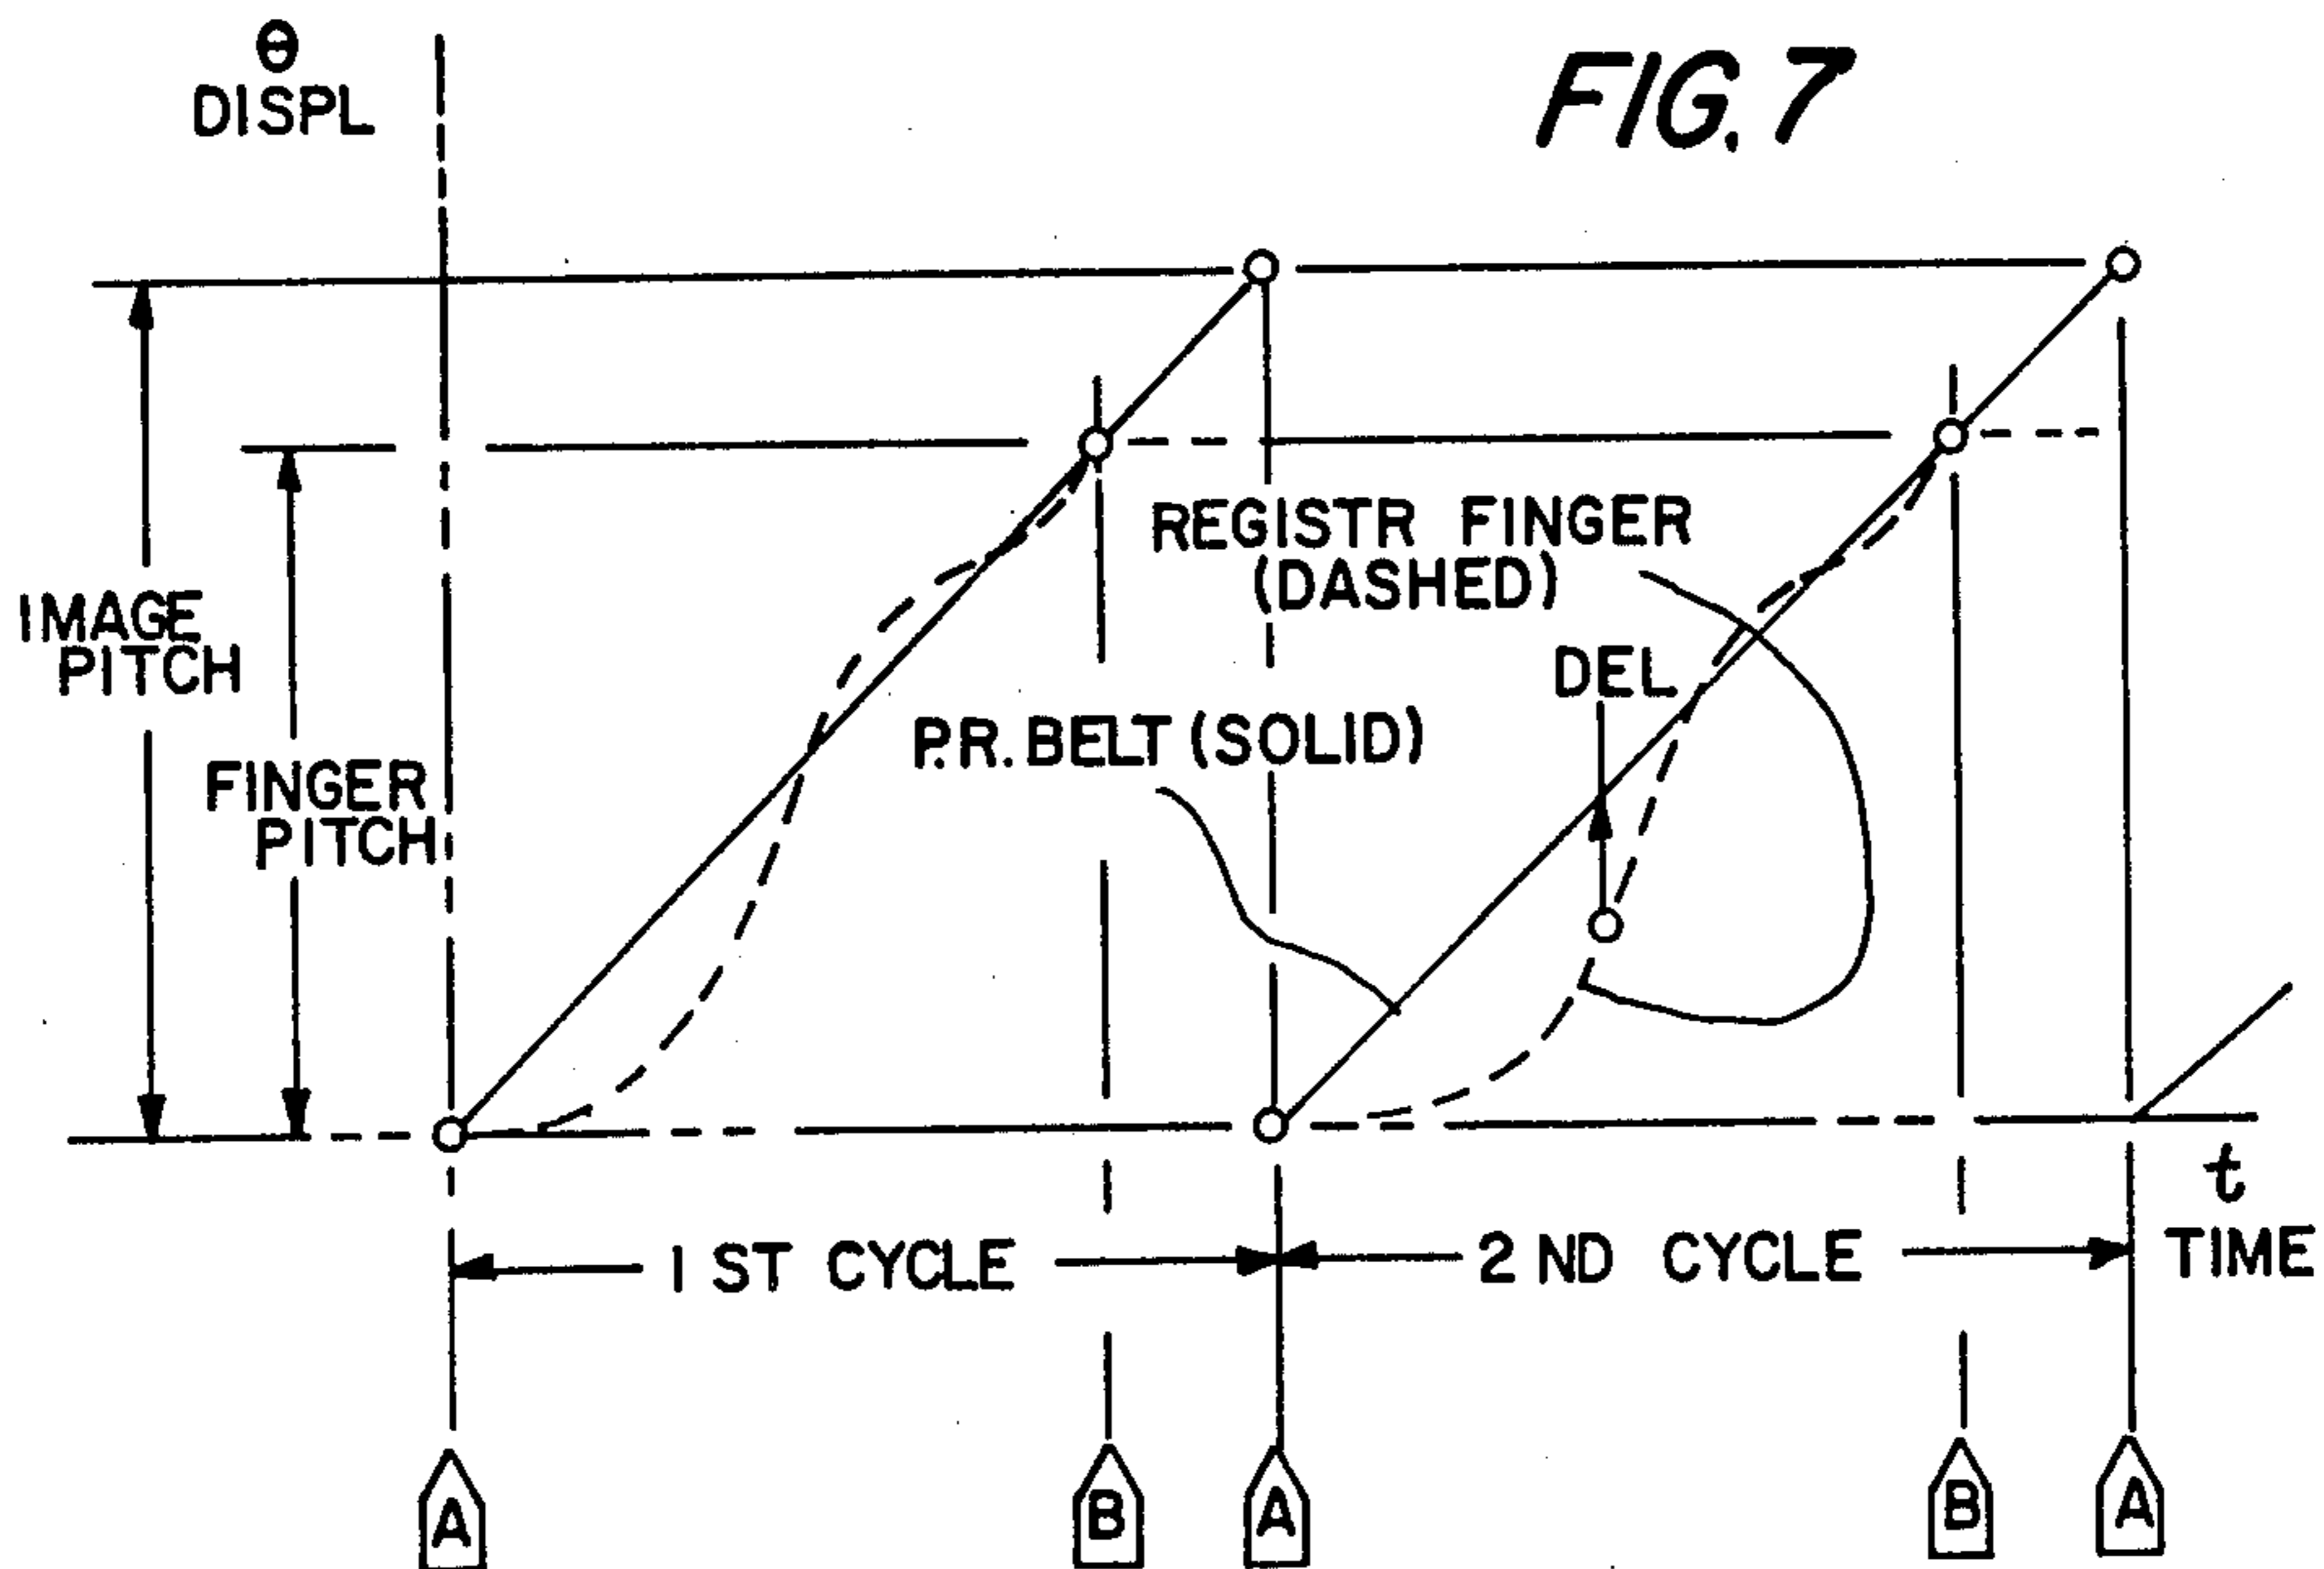 θ
DISPL
FIG. 7
IMAGE
PITCH
FINGER
PITCH
REGISTR FINGER
(DASHED)
DEL
P.R. BELT (SOLID)
t
TIME
1 ST CYCLE
2 ND CYCLE
A
B
A
B
A